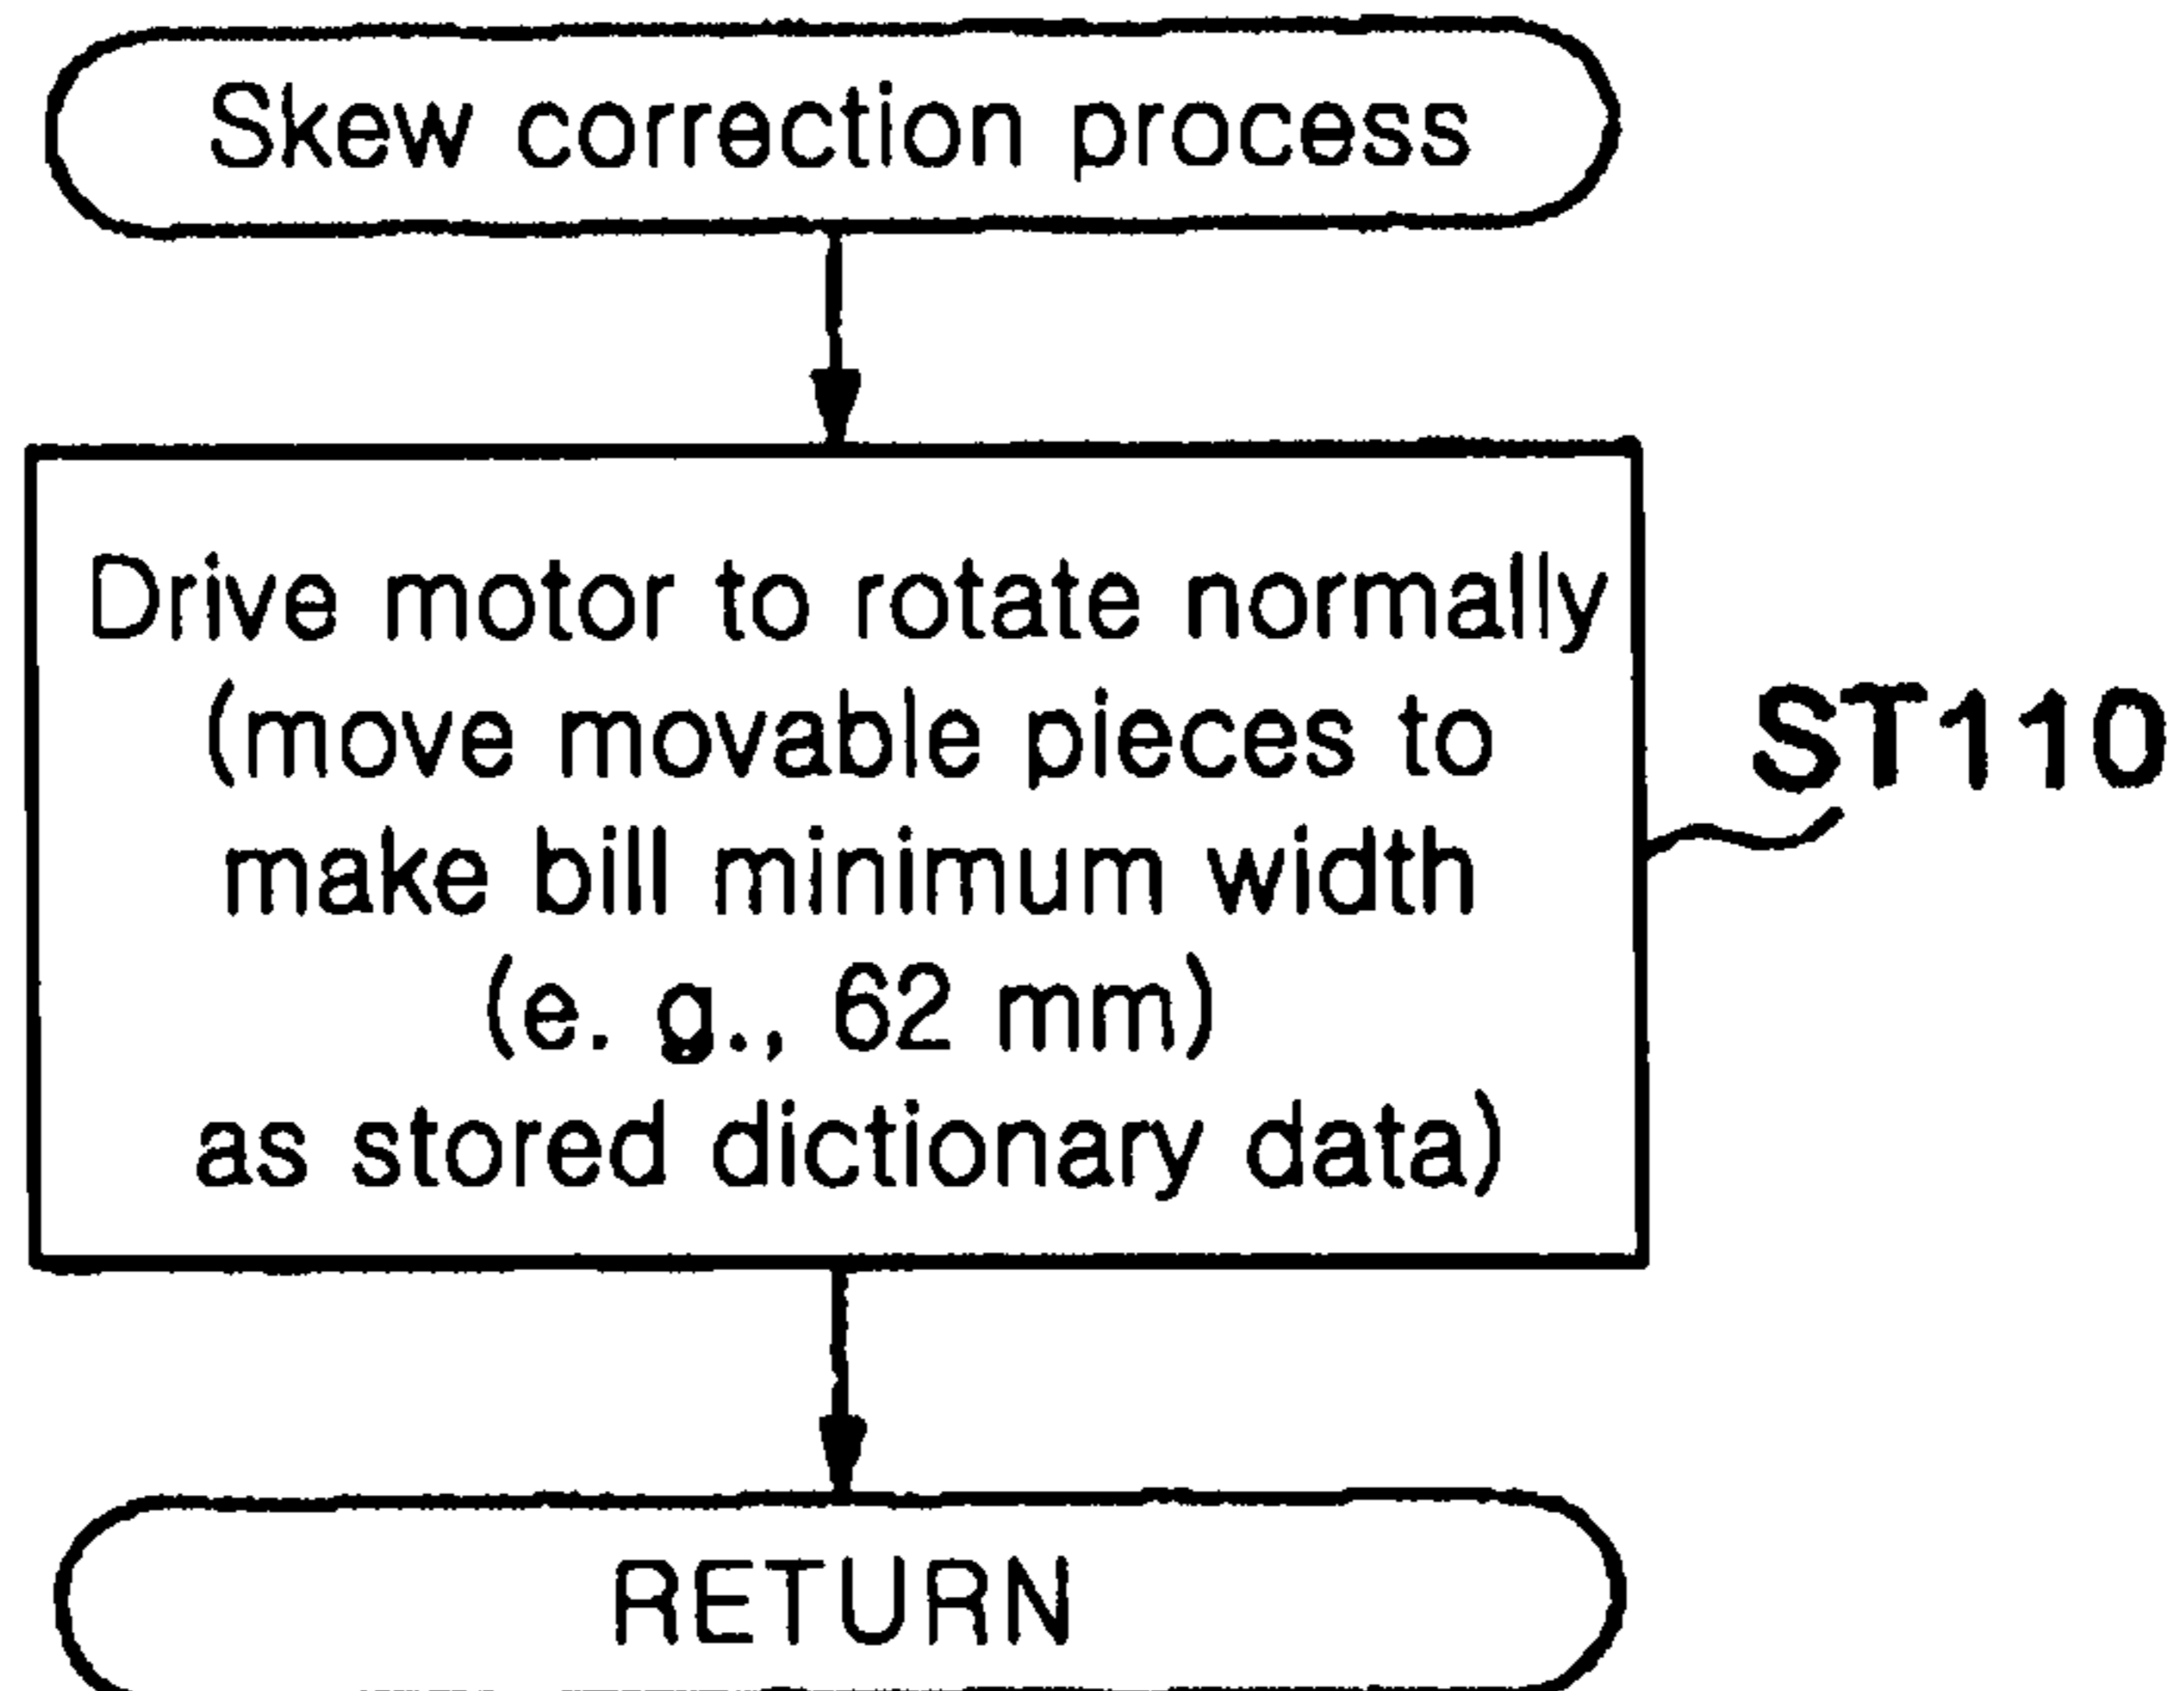 Skew correction process
Drive motor to rotate normally
(move movable pieces to
make bill minimum width
(e. g., 62 mm)
as stored dictionary data)
ST110
RETURN